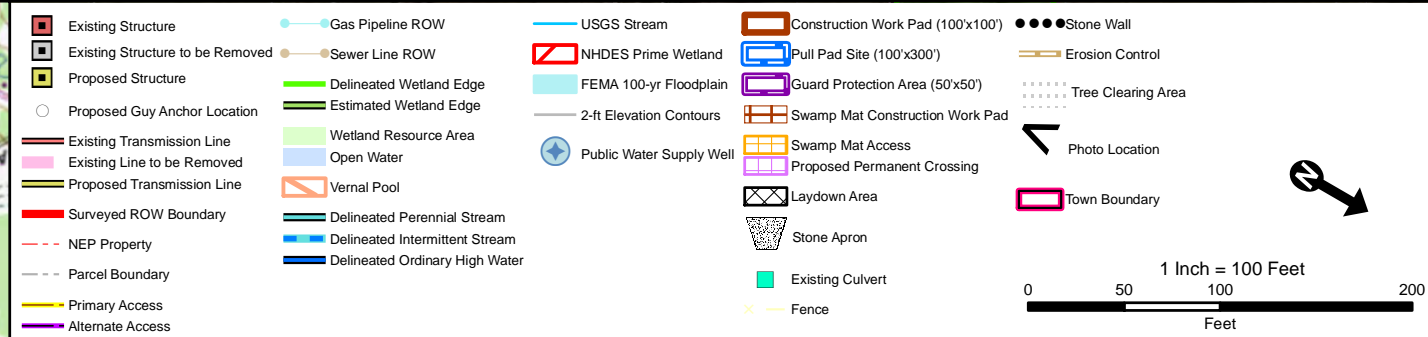 Existing Structure
Existing Structure to be Removed
Proposed Structure
Proposed Guy Anchor Location
Existing Transmission Line
Existing Line to be Removed
Proposed Transmission Line
Surveyed ROW Boundary
NEP Property
Parcel Boundary
Primary Access
Alternate Access
Gas Pipeline ROW
Sewer Line ROW
Delineated Wetland Edge
Estimated Wetland Edge
Wetland Resource Area
Open Water
Vernal Pool
Delineated Perennial Stream
Delineated Intermittent Stream
Delineated Ordinary High Water
USGS Stream
NHDES Prime Wetland
FEMA 100-yr Floodplain
2-ft Elevation Contours
Public Water Supply Well
Construction Work Pad (100'x100')
Pull Pad Site (100'x300')
Guard Protection Area (50'x50')
Swamp Mat Construction Work Pad
Swamp Mat Access
Proposed Permanent Crossing
Laydown Area
Stone Apron
Existing Culvert
Fence
Stone Wall
Erosion Control
Tree Clearing Area
Photo Location
Town Boundary
N
1 Inch = 100 Feet
0 50 100 200
Feet